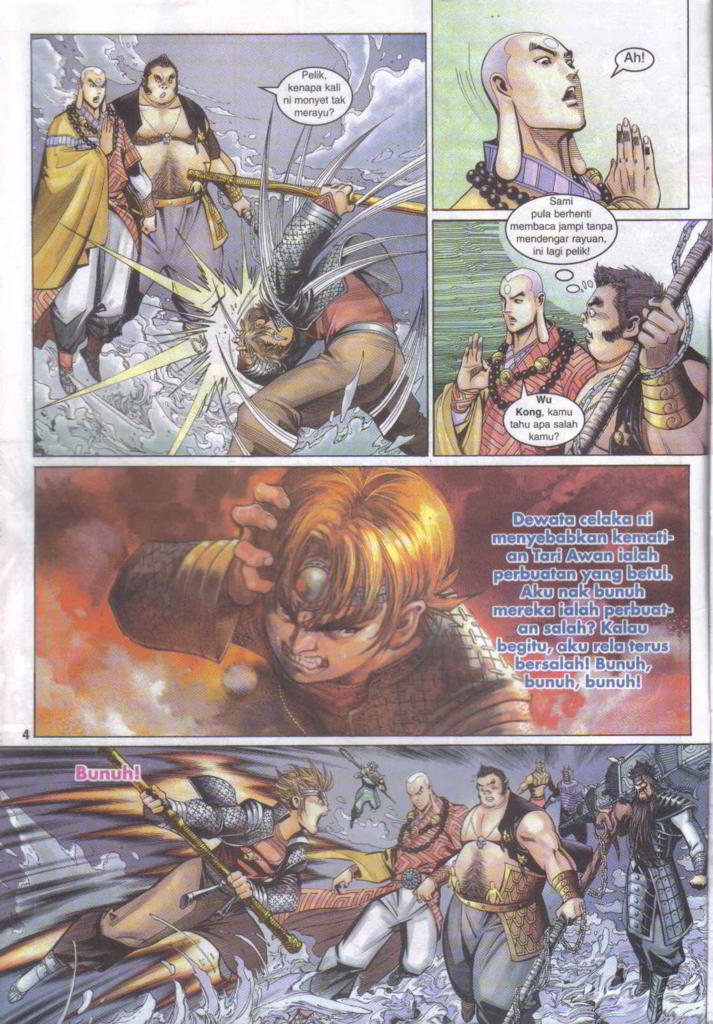 Pelik,
kenapa kali
ni monyet tak
merayu?
Ah!
Sami
pula berhenti
membaca jampi tanpa
mendengar rayuan,
ini lagi pelik!
Wu
Kong, kamu
tahu apa salah
kamu?
Dewata celaka ni
menyebabkan kemati-
an Tari Awan ialah
perbuatan yang betul.
Aku nak bunuh
mereka ialah perbuat-
an salah? Kalau
begitu, aku rela terus
bersalah! Bunuh,
bunuh, bunuh!
4
Bunuh!